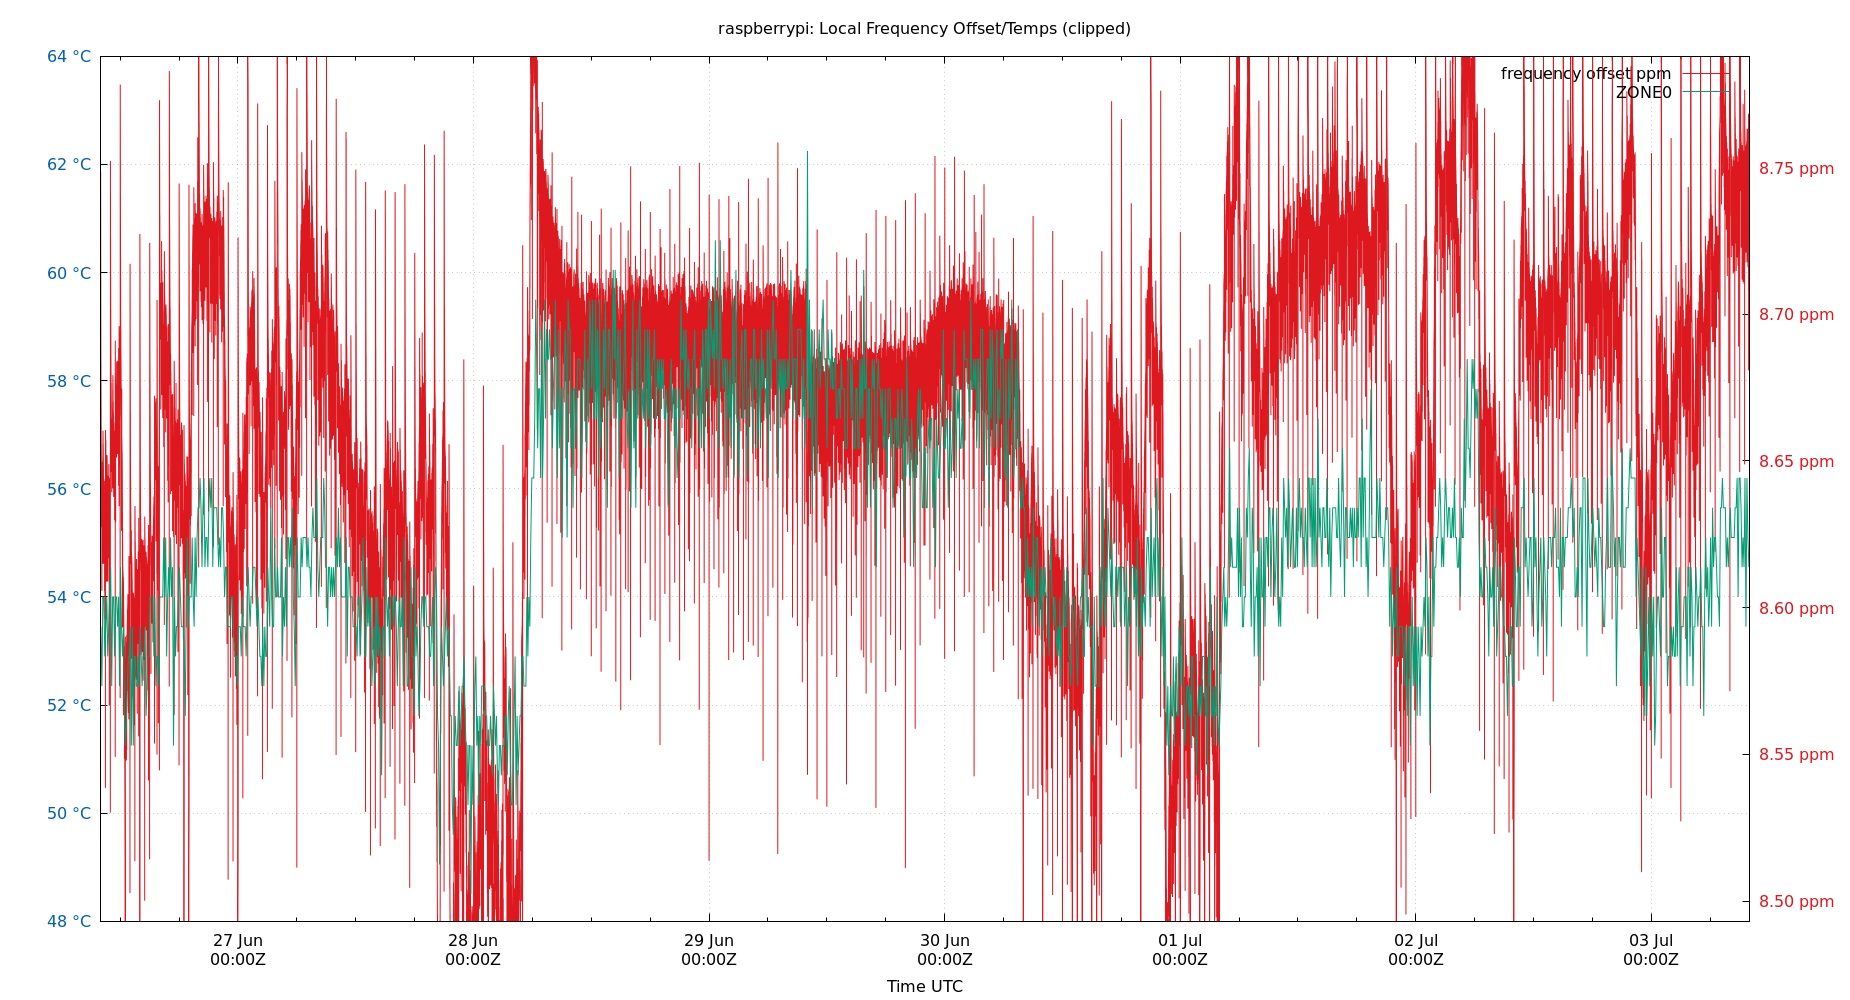 raspberrypi: Local Frequency Offset/Temps (clipped)
64 °C
62 °C
60 °C
58 °C
56 °C
54 °C
52 °C
50 °C
48 °C
frequency offset ppm
ZONE0
8.75 ppm
8.70 ppm
8.65 ppm
8.60 ppm
8.55 ppm
8.50 ppm
27 Jun
00:00Z
28 Jun
00:00Z
29 Jun
00:00Z
30 Jun
00:00Z
01 Jul
00:00Z
02 Jul
00:00Z
03 Jul
00:00Z
Time UTC